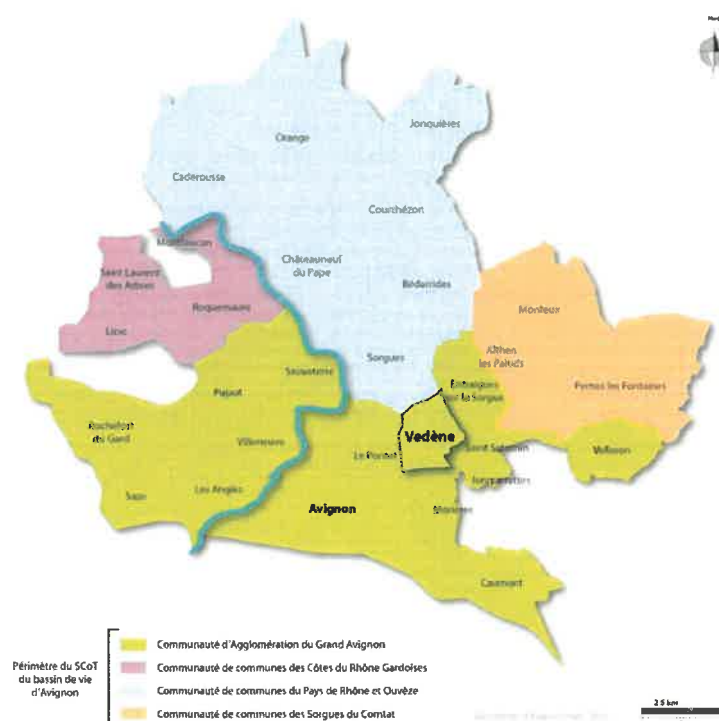 Nord
Jonquières
Orange
Caderousse
Courthézon
Montfaucon
Châteauneuf
du Pape
Saint Laurent
des Arbres
Bédarrides
Roquemaure
Monteux
Lirac
Althen
les Paluds
Sorgues
Sauveterre
Entraigues
sur la Sorgue
Pernes les Fontaines
Pujaut
Rochefort
du Gard
Vedène
Villeneuve
Le Pontet
Saint Saturnin
Velleron
Jonquerettes
Saze
Les Angles
Avignon
Morières
Caumont
Périmètre du SCoT
du bassin de vie
d'Avignon
Communauté d'Agglomération du Grand Avignon
Communauté de communes des Côtes du Rhône Gardoises
Communauté de communes du Pays de Rhône et Ouvèze
Communauté de communes des Sorgues du Comtat
2.5 km